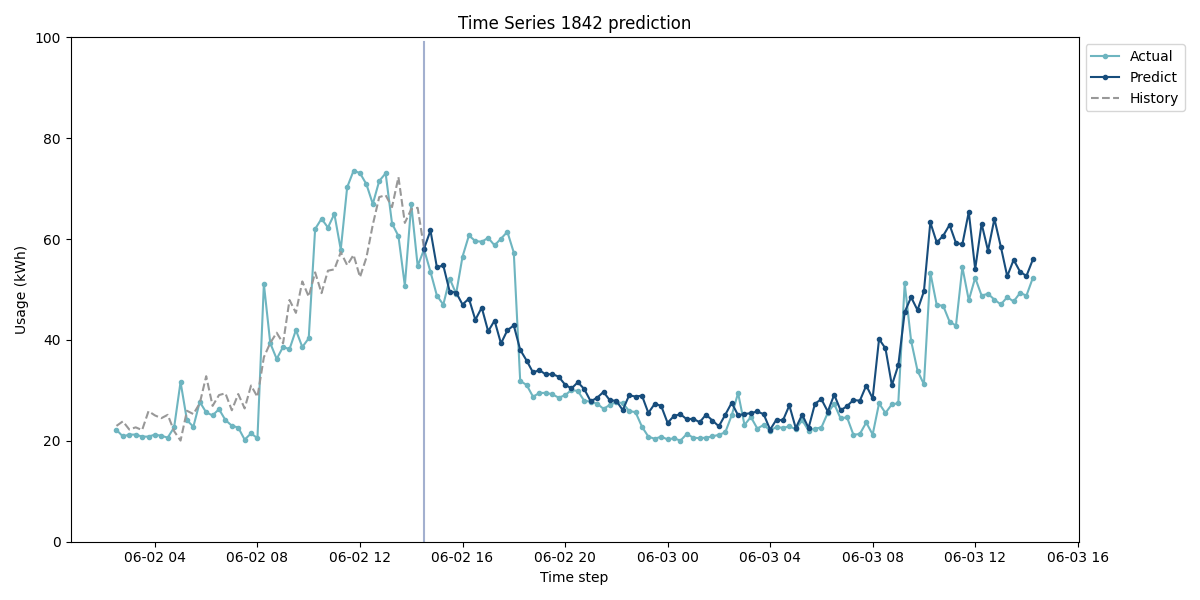 Time Series 1842 prediction
Usage (kWh)
100
80
60
40
20
0
06-02 04
06-02 08
06-02 12
06-02 16
06-02 20
06-03 00
06-03 04
06-03 08
06-03 12
06-03 16
Time step
Actual
Predict
History